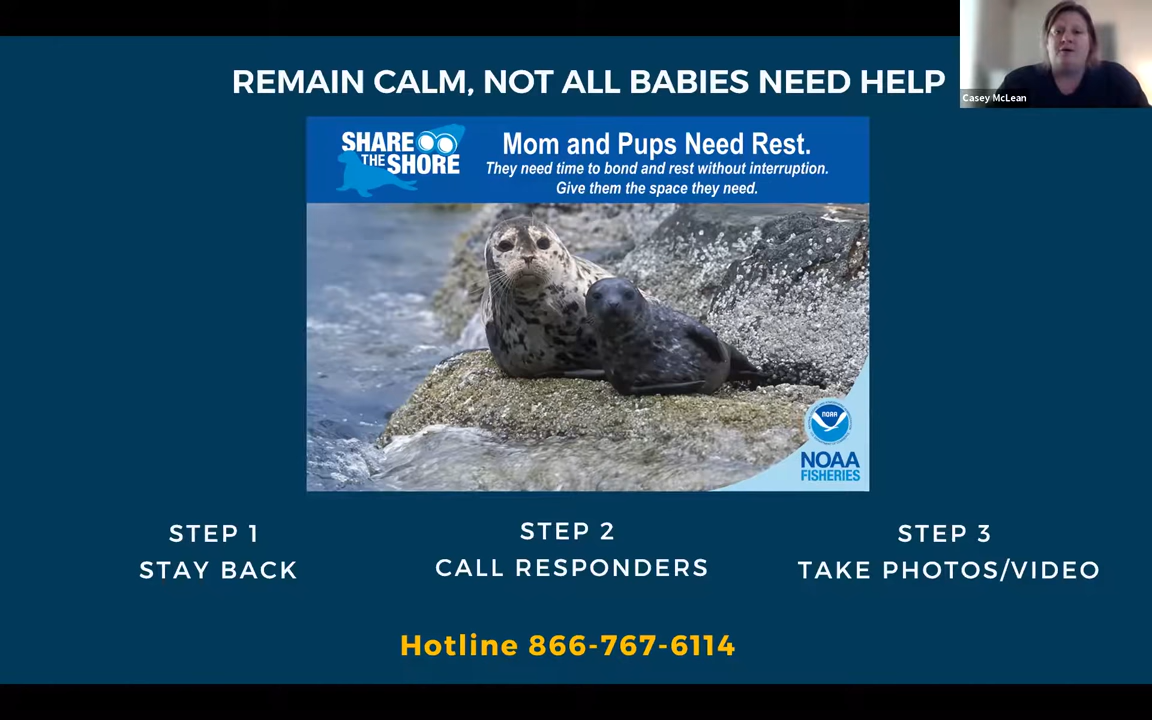 REMAIN CALM, NOT ALL BABIES NEED HELP
Casey McLean
SHARE
THE SHORE
Mom and Pups Need Rest.
They need time to bond and rest without interruption.
Give them the space they need.
NOAA
NOAA
FISHERIES
STEP 1
STAY BACK
STEP 2
CALL RESPONDERS
STEP 3
TAKE PHOTOS/VIDEO
Hotline 866-767-6114